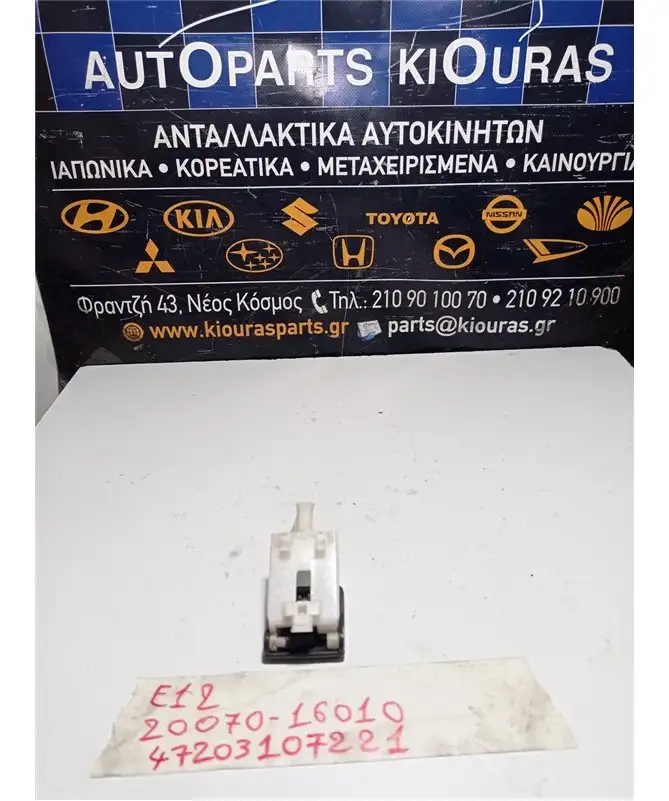 AUTOPARTS KIOURAS
ΑΝΤΑΛΛΑΚΤΙΚΑ ΑΥΤΟΚΙΝΗΤΩΝ
ΙΑΠΩΝΙΚΑ • ΚΟΡΕΑΤΙΚΑ • ΜΕΤΑΧΕΙΡΙΣΜΕΝΑ • ΚΑΙΝΟΥΡΓΙΑ
KIA TOYOTA NISSAN
Φραντζή 43, Νέος Κόσμος Τηλ.: 210 90 100 70 • 210 92 10 900
www.kiourasparts.gr parts@kiouras.gr
E12
20070-16010
47203107221